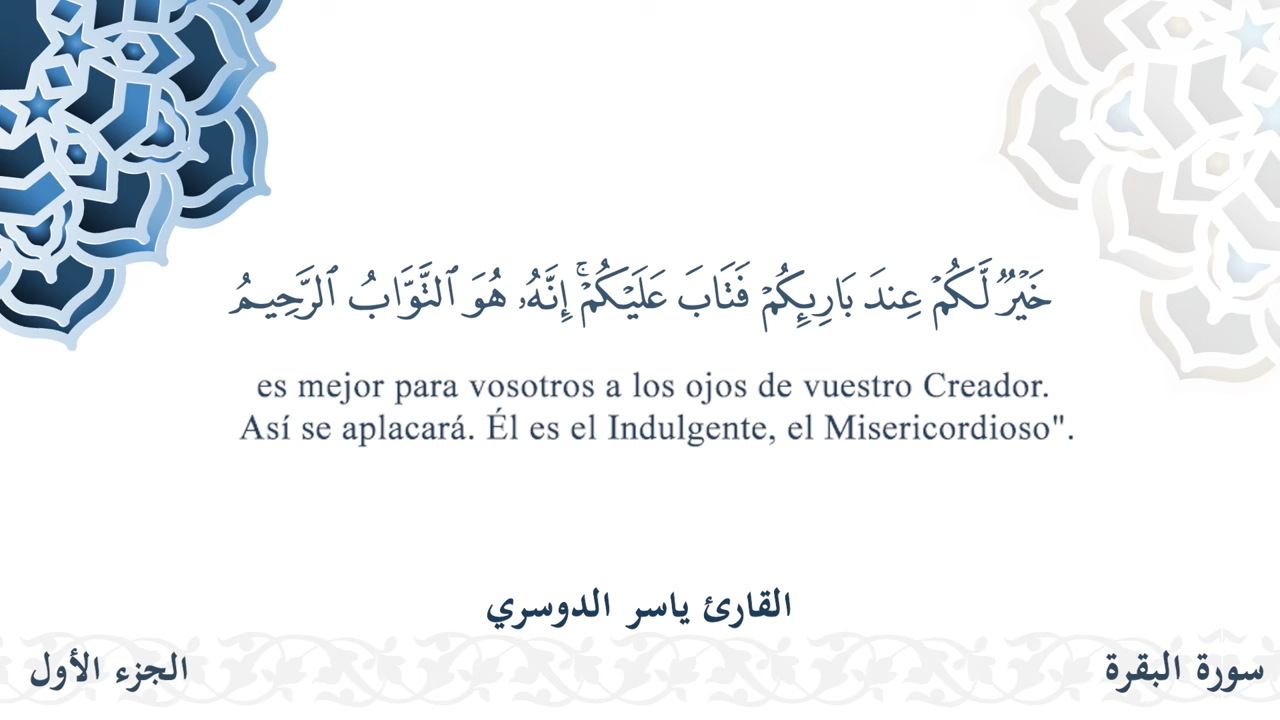 خَيْرٌ لَّكُمْ عِندَ بَارِئِكُمْ فَتَابَ عَلَيْكُمْ ۚ إِنَّهُۥ هُوَ ٱلتَّوَّابُ ٱلرَّحِيمُ
es mejor para vosotros a los ojos de vuestro Creador.
Así se aplacará. Él es el Indulgente, el Misericordioso".
القارئ ياسر الدوسري
سورة البقرة
الجزء الأول